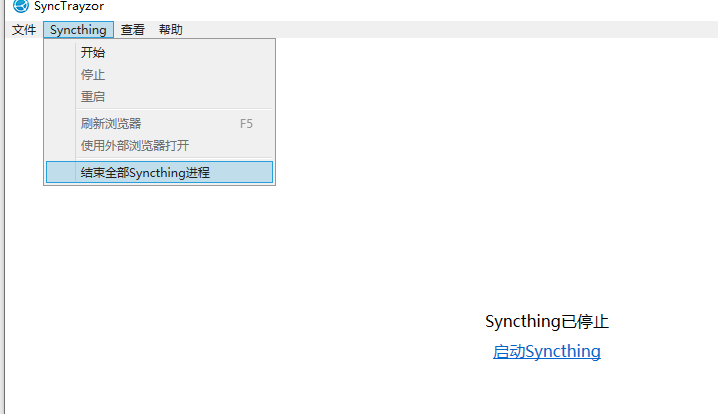 SyncTrayzor
文件 Syncthing 查看 帮助
开始
停止
重启
刷新浏览器 F5
使用外部浏览器打开
结束全部Syncthing进程
Syncthing已停止
启动Syncthing